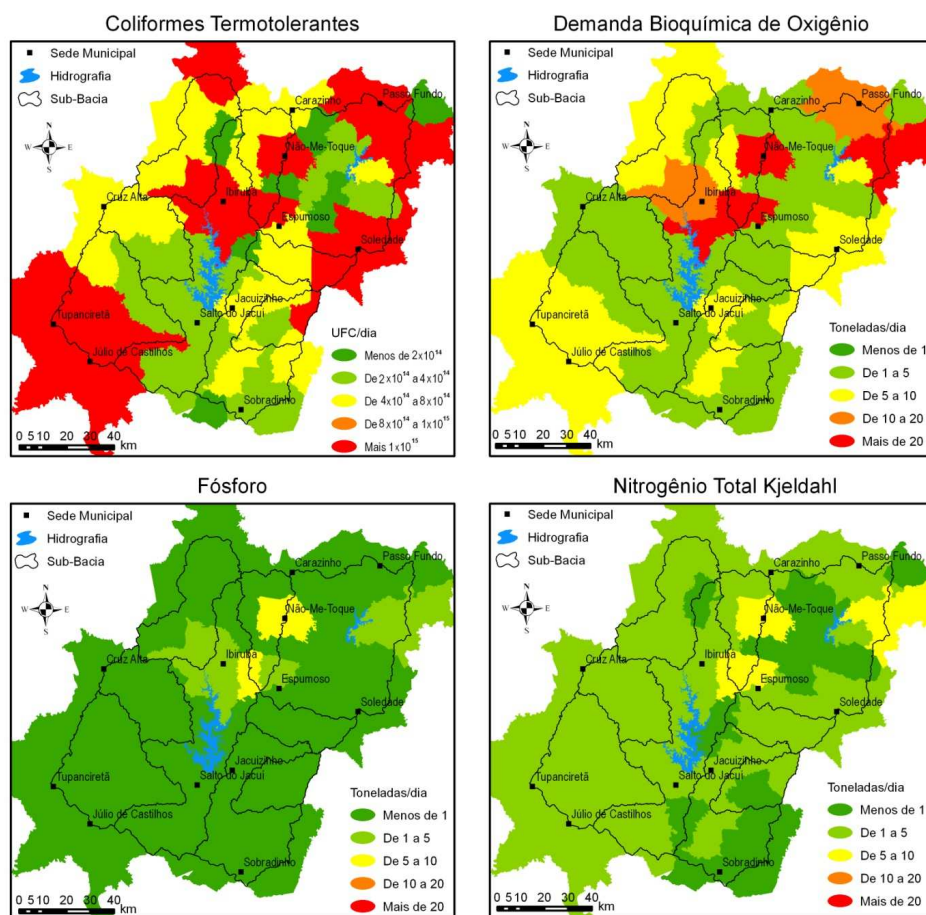 Coliformes Termotolerantes
Sede Municipal
Hidrografia
Sub-Bacia
N
W E
S
Passo Fundo
Carazinho
Não-Me-Toque
Cruz Alta
Ibirubá
Espumoso
Soledade
Jacuizinho
Tupanciretã
Salto do Jacuí
Júlio de Castilhos
Sobradinho
UFC/dia
Menos de 2x10¹⁴
De 2x10¹⁴ a 4x10¹⁴
De 4x10¹⁴ a 8x10¹⁴
De 8x10¹⁴ a 1x10¹⁵
Mais 1x10¹⁵
0 5 10 20 30 40 km
Demanda Bioquímica de Oxigênio
Sede Municipal
Hidrografia
Sub-Bacia
N
W E
S
Passo Fundo
Carazinho
Não-Me-Toque
Cruz Alta
Ibirubá
Espumoso
Soledade
Jacuizinho
Tupanciretã
Salto do Jacuí
Júlio de Castilhos
Sobradinho
Toneladas/dia
Menos de 1
De 1 a 5
De 5 a 10
De 10 a 20
Mais de 20
0 5 10 20 30 40 km
Fósforo
Sede Municipal
Hidrografia
Sub-Bacia
N
W E
S
Passo Fundo
Carazinho
Não-Me-Toque
Cruz Alta
Ibirubá
Espumoso
Soledade
Jacuizinho
Tupanciretã
Salto do Jacuí
Júlio de Castilhos
Sobradinho
Toneladas/dia
Menos de 1
De 1 a 5
De 5 a 10
De 10 a 20
Mais de 20
0 5 10 20 30 40 km
Nitrogênio Total Kjeldahl
Sede Municipal
Hidrografia
Sub-Bacia
N
W E
S
Passo Fundo
Carazinho
Não-Me-Toque
Cruz Alta
Ibirubá
Espumoso
Soledade
Jacuizinho
Tupanciretã
Salto do Jacuí
Júlio de Castilhos
Sobradinho
Toneladas/dia
Menos de 1
De 1 a 5
De 5 a 10
De 10 a 20
Mais de 20
0 5 10 20 30 40 km